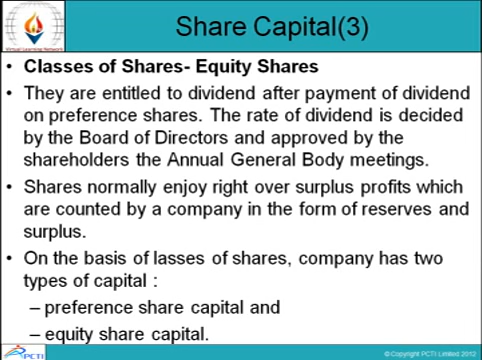 Share Capital(3)
Virtual Learning Network
• Classes of Shares- Equity Shares
• They are entitled to dividend after payment of dividend
on preference shares. The rate of dividend is decided
by the Board of Directors and approved by the
shareholders the Annual General Body meetings.
• Shares normally enjoy right over surplus profits which
are counted by a company in the form of reserves and
surplus.
• On the basis of lasses of shares, company has two
types of capital :
– preference share capital and
– equity share capital.
PCTI
© Copyright PCTI Limited 2012